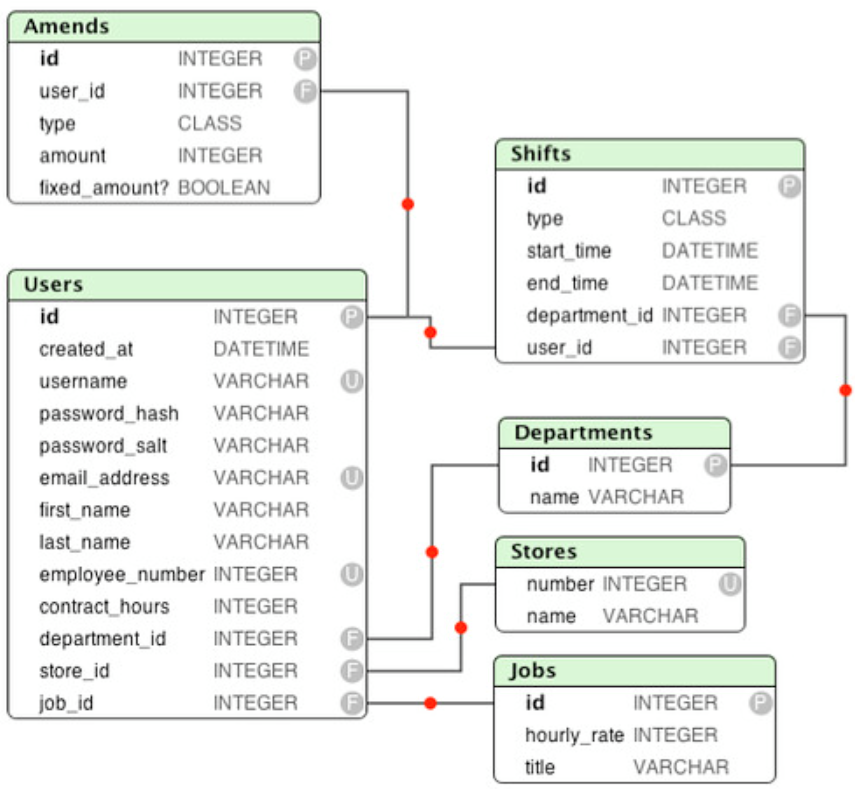 Amends
id INTEGER P
user_id INTEGER F
type CLASS
amount INTEGER
fixed_amount? BOOLEAN
Users
id INTEGER P
created_at DATETIME
username VARCHAR U
password_hash VARCHAR
password_salt VARCHAR
email_address VARCHAR U
first_name VARCHAR
last_name VARCHAR
employee_number INTEGER U
contract_hours INTEGER
department_id INTEGER F
store_id INTEGER F
job_id INTEGER F
Shifts
id INTEGER P
type CLASS
start_time DATETIME
end_time DATETIME
department_id INTEGER F
user_id INTEGER F
Departments
id INTEGER P
name VARCHAR
Stores
number INTEGER U
name VARCHAR
Jobs
id INTEGER P
hourly_rate INTEGER
title VARCHAR